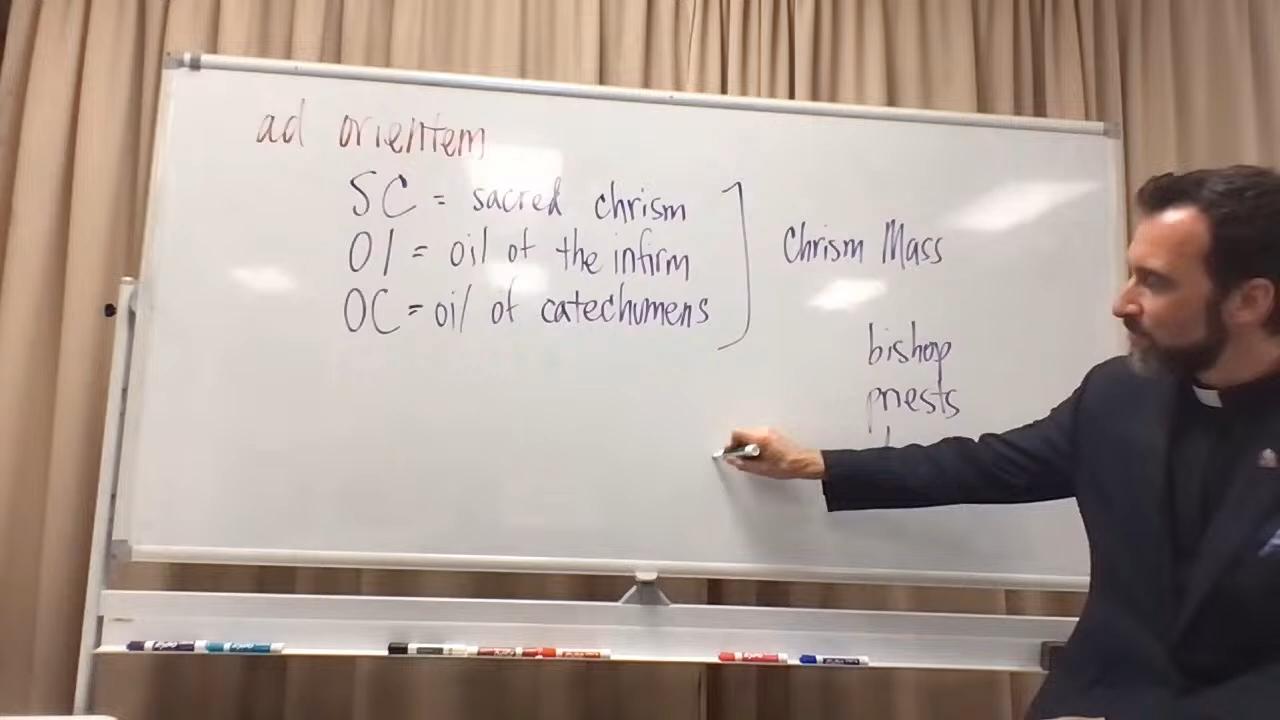 ad orientem
SC = sacred chrism
OI = oil of the infirm
OC = oil of catechumens
Chrism Mass
bishop
priests